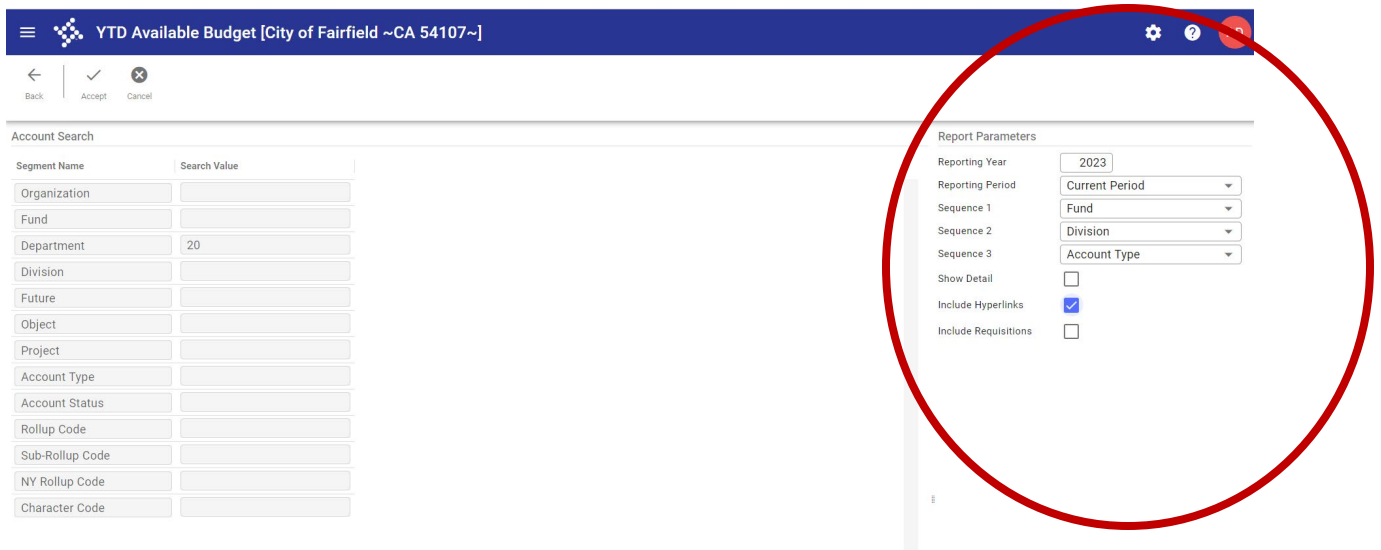 YTD Available Budget [City of Fairfield ~CA 54107~]
Back Accept Cancel
Account Search
Segment Name Search Value
Organization
Fund
Department 20
Division
Future
Object
Project
Account Type
Account Status
Rollup Code
Sub-Rollup Code
NY Rollup Code
Character Code
Report Parameters
Reporting Year 2023
Reporting Period Current Period
Sequence 1 Fund
Sequence 2 Division
Sequence 3 Account Type
Show Detail
Include Hyperlinks
Include Requisitions